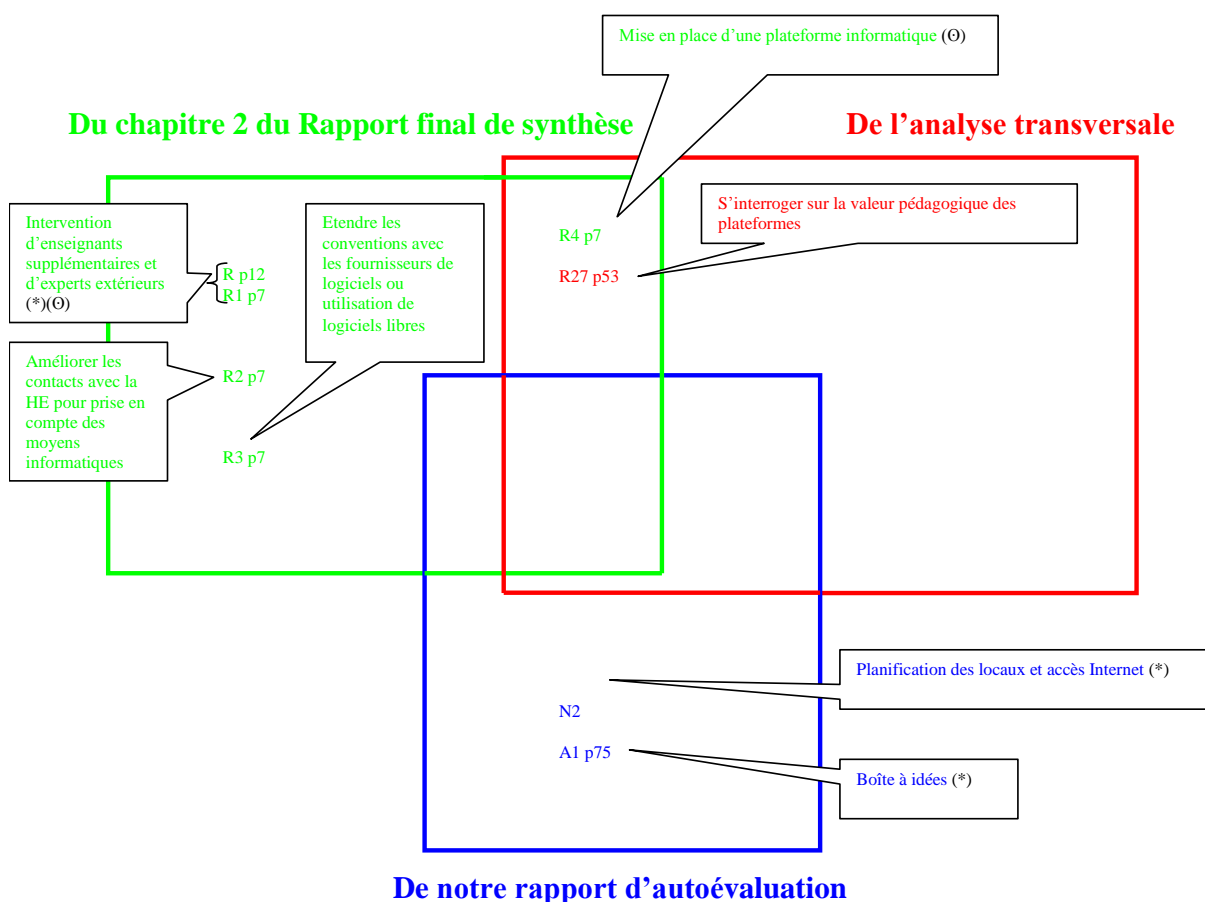 Mise en place d’une plateforme informatique (Θ)
Du chapitre 2 du Rapport final de synthèse
De l’analyse transversale
S’interroger sur la valeur pédagogique des
plateformes
Intervention
d’enseignants
supplémentaires et
d’experts extérieurs
(*)(Θ)
Etendre les
conventions avec
les fournisseurs de
logiciels ou
utilisation de
logiciels libres
R4 p7
R27 p53
R p12
R1 p7
Améliorer les
contacts avec la
HE pour prise en
compte des
moyens
informatiques
R2 p7
R3 p7
Planification des locaux et accès Internet (*)
N2
A1 p75
Boîte à idées (*)
De notre rapport d’autoévaluation